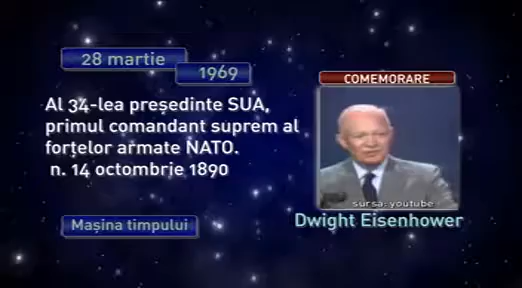 28 martie
1969
Al 34-lea președinte SUA,
primul comandant suprem al
forțelor armate NATO.
n. 14 octombrie 1890
Mașina timpului
COMEMORARE
sursa: youtube
Dwight Eisenhower